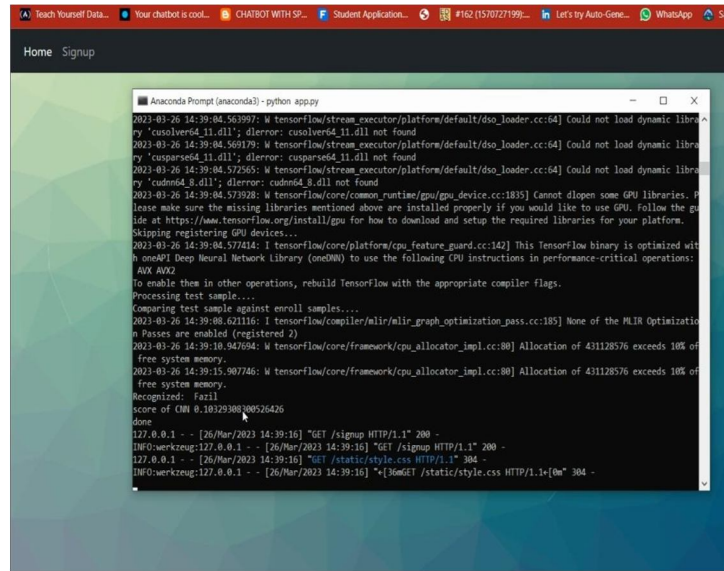 Teach Yourself Data... Your chatbot is cool... CHATBOT WITH SP... Student Application... #162 (1570727199):... Let's try Auto-Gene... WhatsApp
Home Signup
Anaconda Prompt (anaconda3) - python app.py
2023-03-26 14:39:04.563997: W tensorflow/stream_executor/platform/default/dso_loader.cc:64] Could not load dynamic libra
ry 'cusolver64_11.dll'; dlerror: cusolver64_11.dll not found
2023-03-26 14:39:04.569179: W tensorflow/stream_executor/platform/default/dso_loader.cc:64] Could not load dynamic libra
ry 'cusparse64_11.dll'; dlerror: cusparse64_11.dll not found
2023-03-26 14:39:04.572565: W tensorflow/stream_executor/platform/default/dso_loader.cc:64] Could not load dynamic libra
ry 'cudnn64_8.dll'; dlerror: cudnn64_8.dll not found
2023-03-26 14:39:04.573928: W tensorflow/core/common_runtime/gpu/gpu_device.cc:1835] Cannot dlopen some GPU libraries. P
lease make sure the missing libraries mentioned above are installed properly if you would like to use GPU. Follow the gu
ide at https://www.tensorflow.org/install/gpu for how to download and setup the required libraries for your platform.
Skipping registering GPU devices...
2023-03-26 14:39:04.577414: I tensorflow/core/platform/cpu_feature_guard.cc:142] This TensorFlow binary is optimized wit
h oneAPI Deep Neural Network Library (oneDNN) to use the following CPU instructions in performance-critical operations:
AVX AVX2
To enable them in other operations, rebuild TensorFlow with the appropriate compiler flags.
Processing test sample....
Comparing test sample against enroll samples....
2023-03-26 14:39:08.621116: I tensorflow/compiler/mlir/mlir_graph_optimization_pass.cc:185] None of the MLIR Optimizatio
n Passes are enabled (registered 2)
2023-03-26 14:39:10.947694: W tensorflow/core/framework/cpu_allocator_impl.cc:80] Allocation of 431128576 exceeds 10% of
free system memory.
2023-03-26 14:39:15.907746: W tensorflow/core/framework/cpu_allocator_impl.cc:80] Allocation of 431128576 exceeds 10% of
free system memory.
Recognized: Fazil
score of CNN 0.10329308300526426
done
127.0.0.1 - - [26/Mar/2023 14:39:16] "GET /signup HTTP/1.1" 200 -
INFO:werkzeug:127.0.0.1 - - [26/Mar/2023 14:39:16] "GET /signup HTTP/1.1" 200 -
127.0.0.1 - - [26/Mar/2023 14:39:16] "GET /static/style.css HTTP/1.1" 304 -
INFO:werkzeug:127.0.0.1 - - [26/Mar/2023 14:39:16] "←[36mGET /static/style.css HTTP/1.1←[0m" 304 -